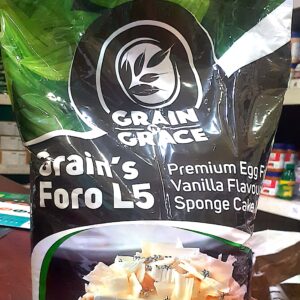 GRAIN
N
GRACE
Grain's
Foro L5
Premium Egg F
Vanilla Flavou
Sponge Cake